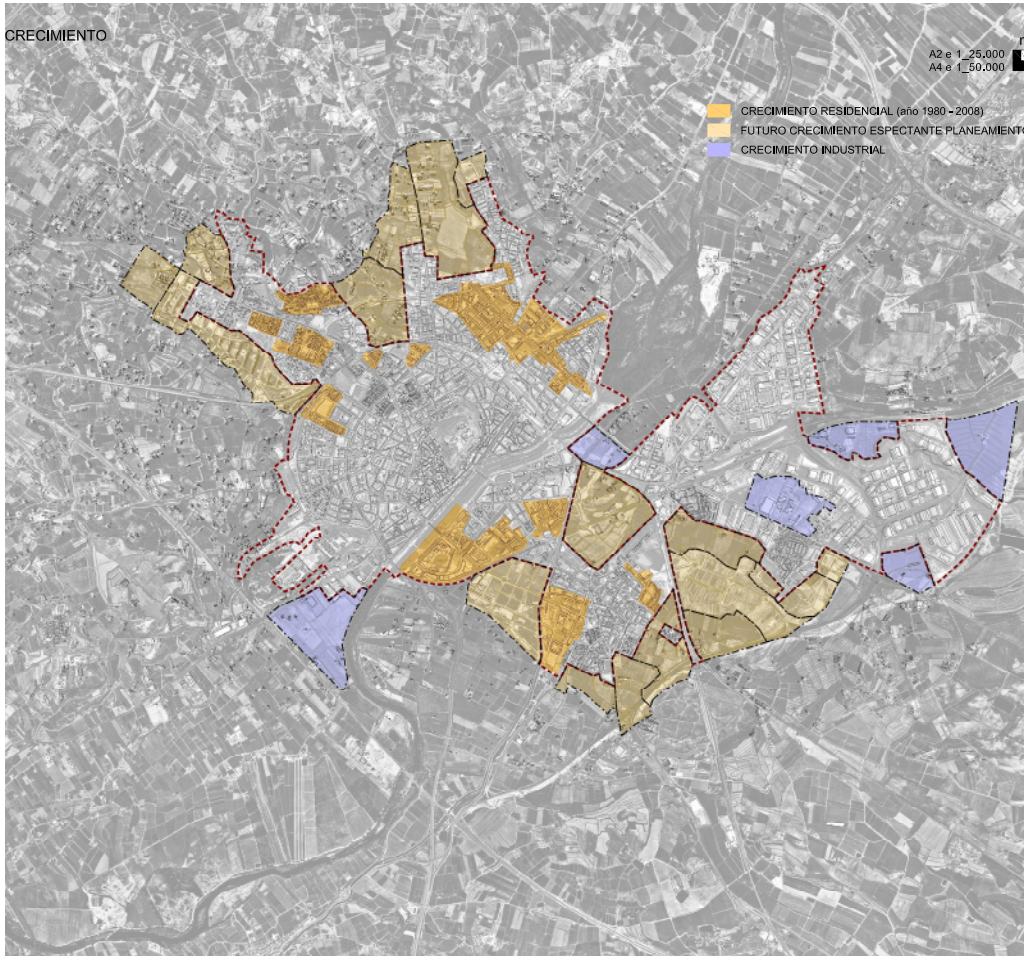 CRECIMIENTO
A2 e 1_25.000
A4 e 1_50.000
CRECIMIENTO RESIDENCIAL (año 1980 - 2008)
FUTURO CRECIMIENTO ESPECTANTE PLANEAMIENTO
CRECIMIENTO INDUSTRIAL